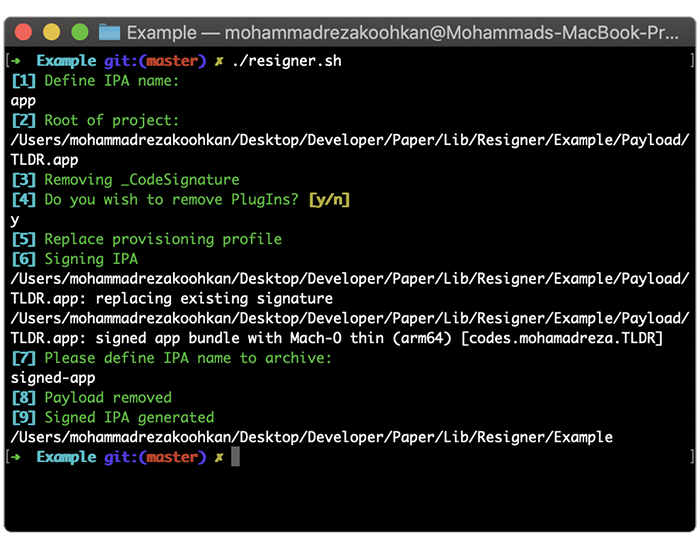 Example — mohammadrezakoohkan@Mohammads-MacBook-Pr...
[➜ Example git:(master) ✗ ./resigner.sh ]
[1] Define IPA name:
app
[2] Root of project:
/Users/mohammadrezakoohkan/Desktop/Developer/Paper/Lib/Resigner/Example/Payload/
TLDR.app
[3] Removing _CodeSignature
[4] Do you wish to remove PlugIns? [y/n]
y
[5] Replace provisioning profile
[6] Signing IPA
/Users/mohammadrezakoohkan/Desktop/Developer/Paper/Lib/Resigner/Example/Payload/
TLDR.app: replacing existing signature
/Users/mohammadrezakoohkan/Desktop/Developer/Paper/Lib/Resigner/Example/Payload/
TLDR.app: signed app bundle with Mach-O thin (arm64) [codes.mohamadreza.TLDR]
[7] Please define IPA name to archive:
signed-app
[8] Payload removed
[9] Signed IPA generated
/Users/mohammadrezakoohkan/Desktop/Developer/Paper/Lib/Resigner/Example
[➜ Example git:(master) ✗ ]